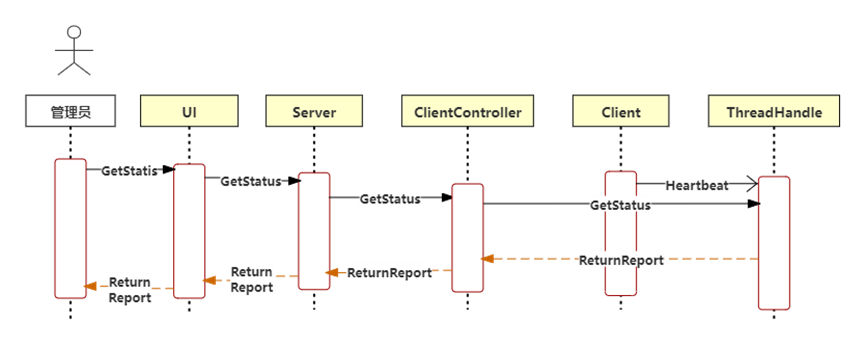 管理员
UI
Server
ClientController
Client
ThreadHandle
GetStatis
GetStatus
Heartbeat
GetStatus
GetStatus
ReturnReport
ReturnReport
Return
Report
Return
Report